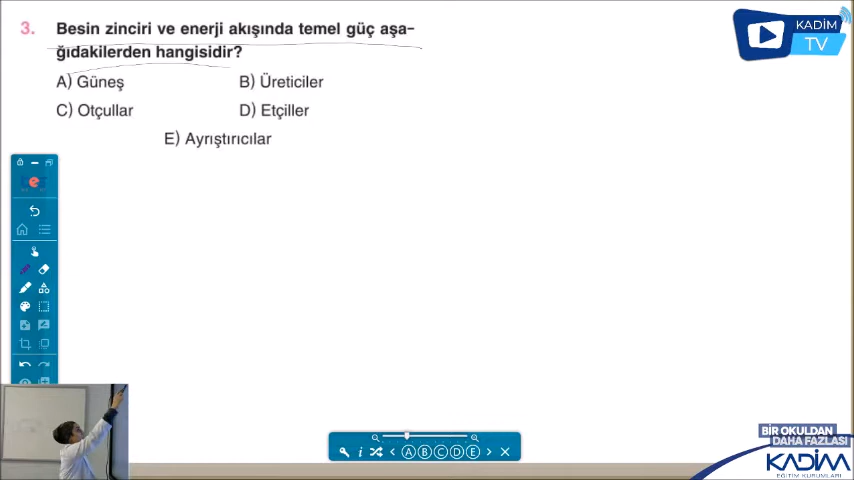 3. Besin zinciri ve enerji akışında temel güç aşa-
ğıdakilerden hangisidir?
A) Güneş
B) Üreticiler
C) Otçullar
D) Etçiller
E) Ayrıştırıcılar
KADİM
TV
A B C D E
BİR OKULDAN
DAHA FAZLASI
KADİM
EĞİTİM KURUMLARI